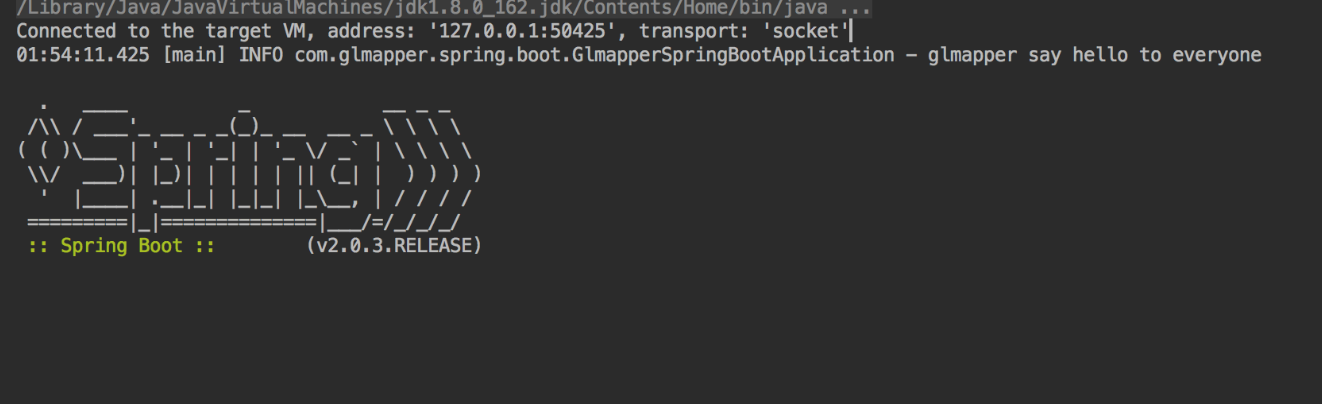 /Library/Java/JavaVirtualMachines/jdk1.8.0_162.jdk/Contents/Home/bin/java ...
Connected to the target VM, address: '127.0.0.1:50425', transport: 'socket'
01:54:11.425 [main] INFO com.glmapper.spring.boot.GlmapperSpringBootApplication - glmapper say hello to everyone
  .   ____          _            __ _ _
 /\\ / ___'_ __ _ _(_)_ __  __ _ \ \ \ \
( ( )\___ | '_ | '_| | '_ \/ _` | \ \ \ \
 \\/  ___)| |_)| | | | | || (_| |  ) ) ) )
  '  |____| .__|_| |_|_| |_\__, | / / / /
 =========|_|==============|___/=/_/_/_/
 :: Spring Boot ::        (v2.0.3.RELEASE)